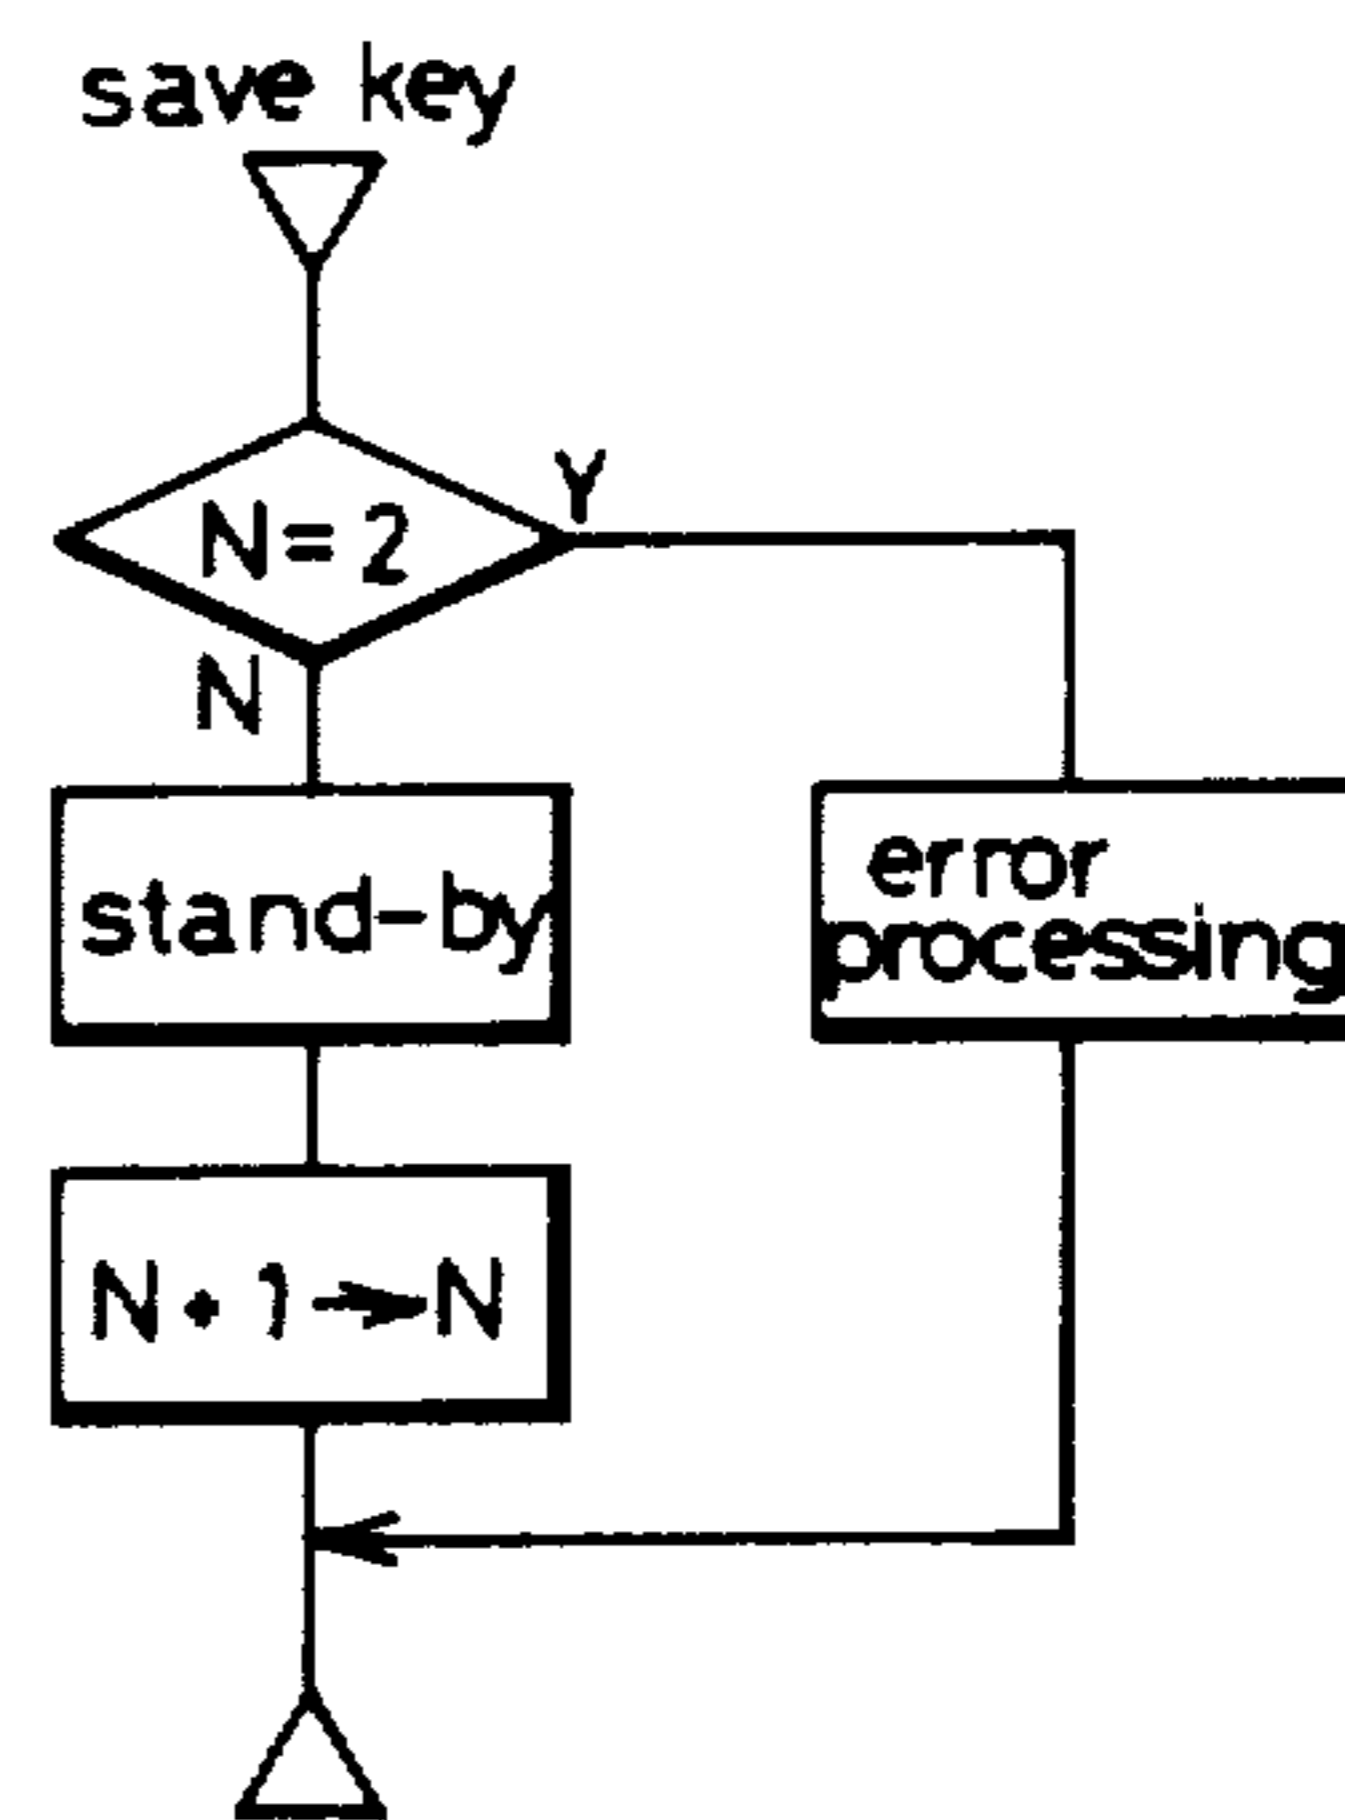 save key
N=2
Y
N
stand-by
error
processing
N+1→N